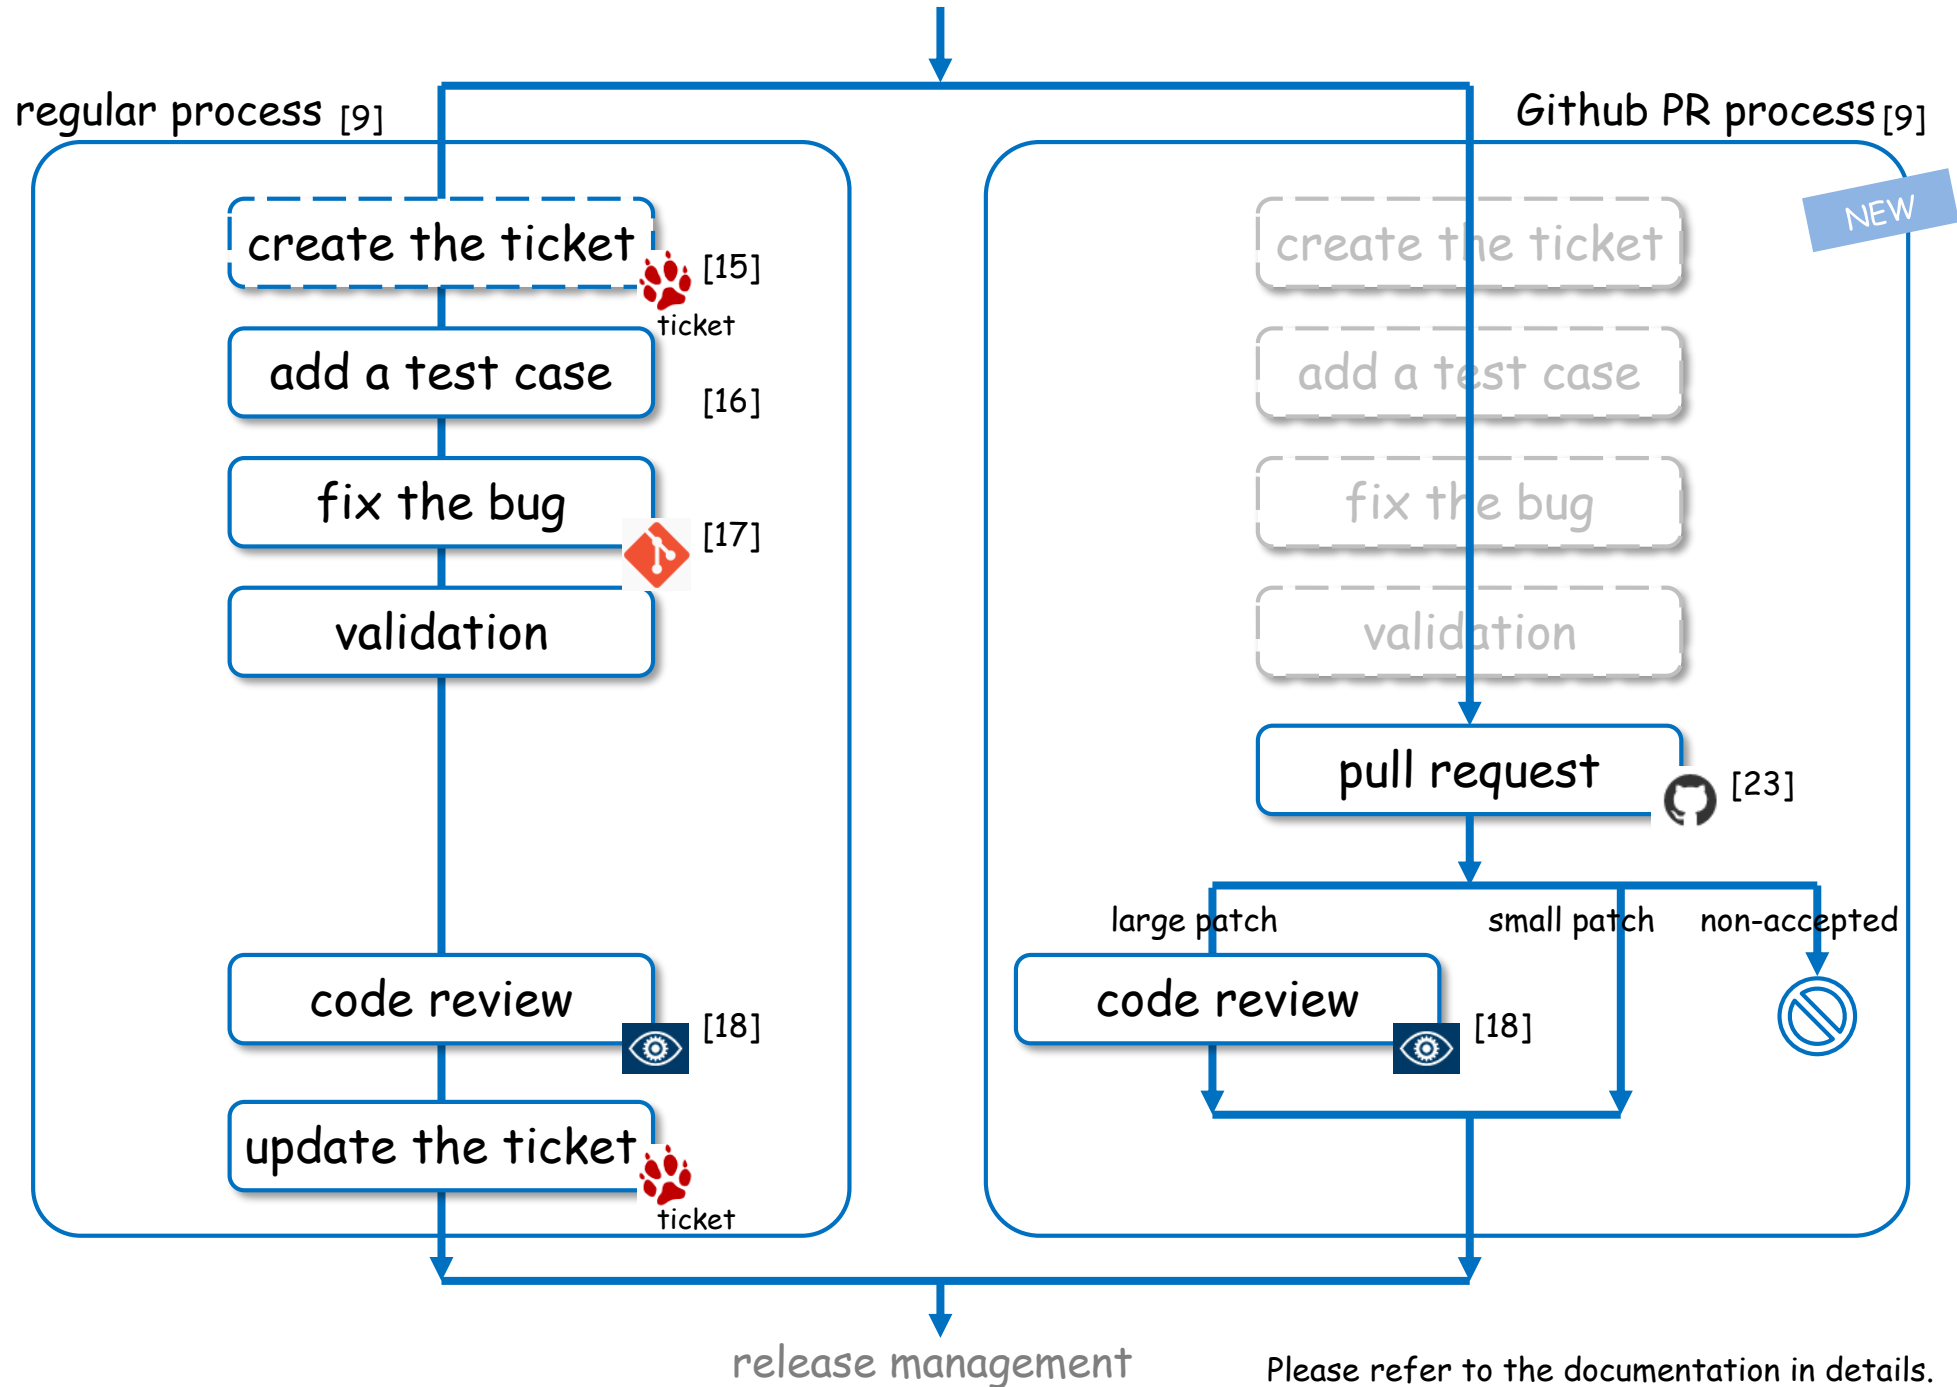 regular process [9]
create the ticket
[15]
ticket
add a test case
[16]
fix the bug
[17]
validation
code review
[18]
update the ticket
ticket
Github PR process [9]
NEW
create the ticket
add a test case
fix the bug
validation
pull request
[23]
large patch
small patch
non-accepted
code review
[18]
release management
Please refer to the documentation in details.